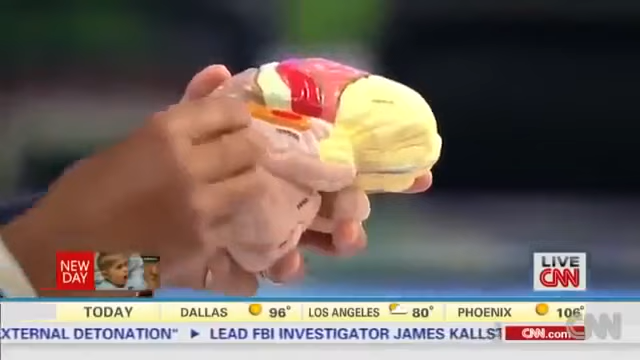 NEW
DAY
LIVE
CNN
TODAY DALLAS 96° LOS ANGELES 80° PHOENIX 106°
EXTERNAL DETONATION" ▶ LEAD FBI INVESTIGATOR JAMES KALLST
CNN.com
CNN